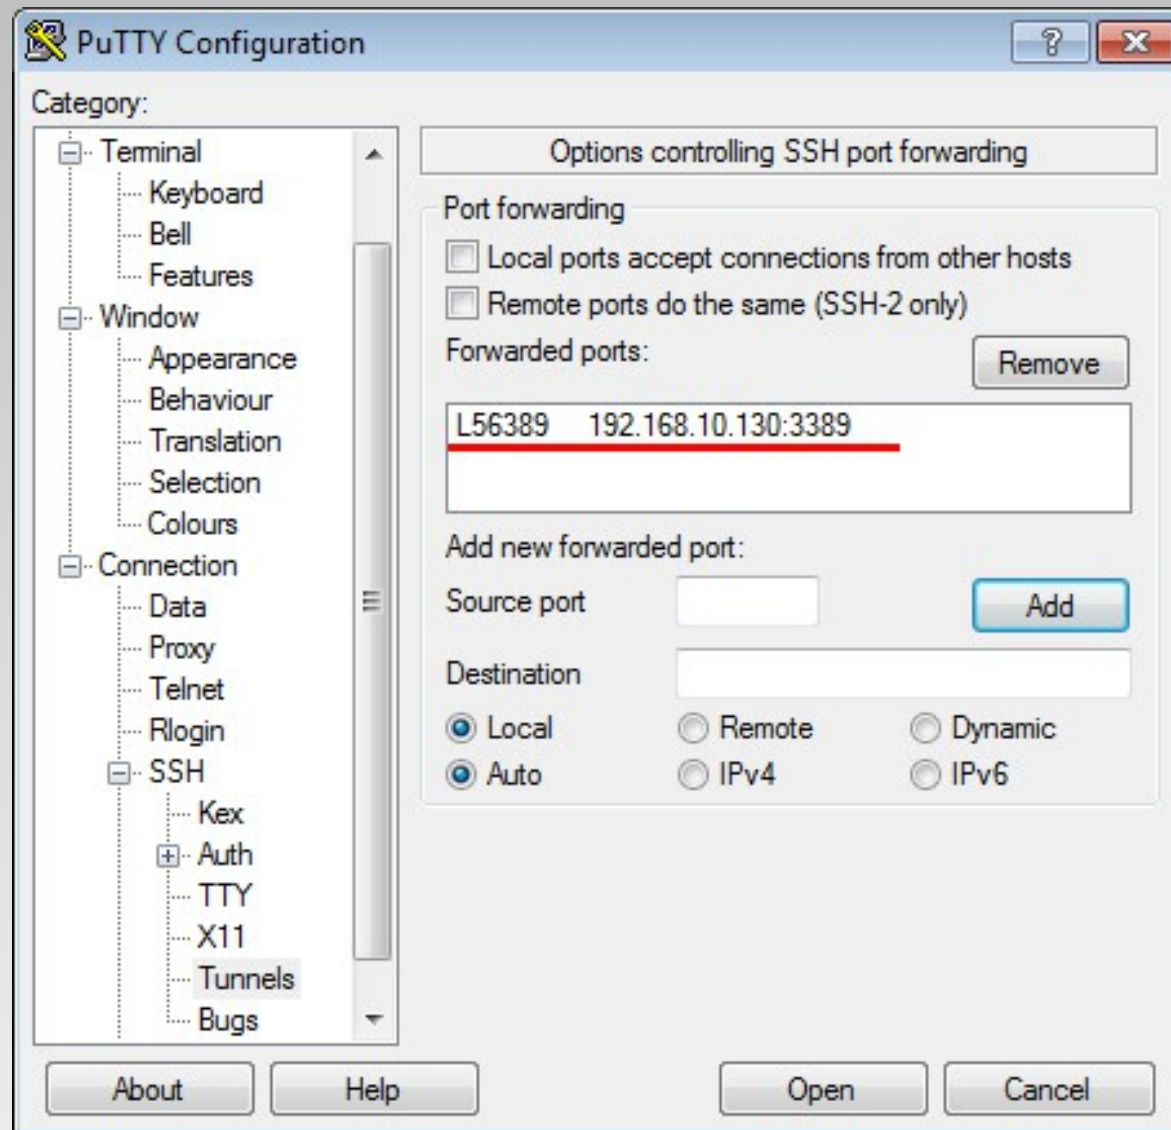 PuTTY Configuration
Category:
Terminal
Keyboard
Bell
Features
Window
Appearance
Behaviour
Translation
Selection
Colours
Connection
Data
Proxy
Telnet
Rlogin
SSH
Kex
Auth
TTY
X11
Tunnels
Bugs
Options controlling SSH port forwarding
Port forwarding
Local ports accept connections from other hosts
Remote ports do the same (SSH-2 only)
Forwarded ports:
Remove
L56389 192.168.10.130:3389
Add new forwarded port:
Source port
Add
Destination
Local Remote Dynamic
Auto IPv4 IPv6
About Help Open Cancel